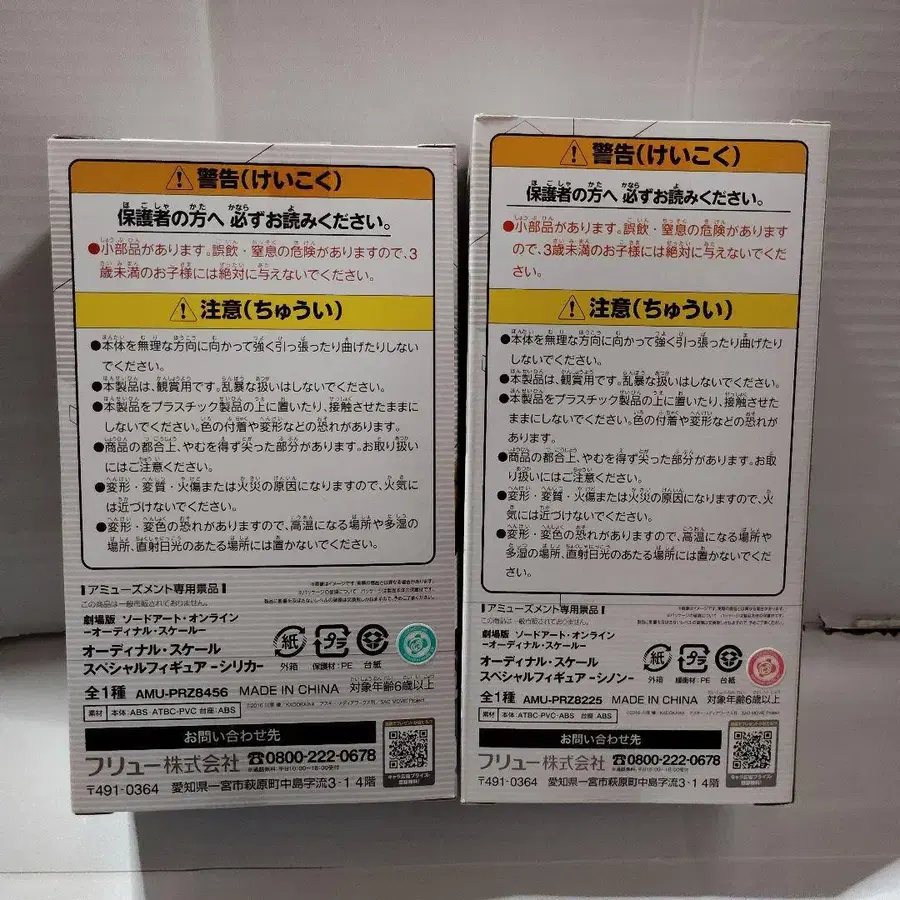 警告(けいこく)
保護者の方へ 必ずお読みください。
●小部品があります。誤飲・窒息の危険がありますので、3
歳未満のお子様には絶対に与えないでください。
注意(ちゅうい)
●本体を無理な方向に向かって強く引っ張ったり曲げたりしない
でください。
●本製品は、観賞用です。乱暴な扱いはしないでください。
●本製品をプラスチック製品の上に置いたり、接触させたままに
しないでください。色の付着や変形などの恐れがあります。
●商品の都合上、やむを得ず尖った部分があります。お取り扱い
にはご注意ください。
●変形・変質・火傷または火災の原因になりますので、火気に
は近づけないでください。
●変形・変色の恐れがありますので、高温になる場所や多湿の
場所、直射日光のあたる場所には置かないでください。
アミューズメント専用景品
この商品は一般市販されておりません。
劇場版 ソードアート・オンライン
-オーディナル・スケール-
オーディナル・スケール
スペシャルフィギュア-シリカ-
紙
外箱
プラ
保護材:PE
台紙
全1種 AMU-PRZ8456 MADE IN CHINA 対象年齢6歳以上
素材 本体:ABS・ATBC-PVC 台座:ABS
お問い合わせ先
フリュー株式会社 ☎0800-222-0678
〒491-0364 愛知県一宮市萩原町中島字流3-1 4階
警告(けいこく)
保護者の方へ 必ずお読みください。
●小部品があります。誤飲・窒息の危険があります
ので、3歳未満のお子様には絶対に与えないでくだ
さい。
注意(ちゅうい)
●本体を無理な方向に向かって強く引っ張ったり曲げたり
しないでください。
●本製品は、観賞用です。乱暴な扱いはしないでください。
●本製品をプラスチック製品の上に置いたり、接触させた
ままにしないでください。色の付着や変形などの恐れが
あります。
●商品の都合上、やむを得ず尖った部分があります。お取
り扱いにはご注意ください。
●変形・変質・火傷または火災の原因になりますので、火
気には近づけないでください。
●変形・変色の恐れがありますので、高温になる場所や
多湿の場所、直射日光のあたる場所には置かないでくだ
さい。
アミューズメント専用景品
この商品は一般市販されておりません。
劇場版 ソードアート・オンライン
-オーディナル・スケール-
オーディナル・スケール
スペシャルフィギュア-シノン-
紙
外箱
プラ
緩衝材:PE
台紙
全1種 AMU-PRZ8225 MADE IN CHINA 対象年齢6歳以上
素材 本体:ABS・ATBC-PVC 台座:ABS
お問い合わせ先
フリュー株式会社 ☎0800-222-0678
〒491-0364 愛知県一宮市萩原町中島字流3-1 4階